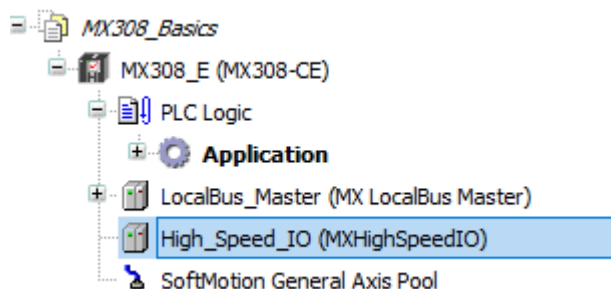 MX308_Basics
MX308_E (MX308-CE)
PLC Logic
Application
LocalBus_Master (MX LocalBus Master)
High_Speed_IO (MXHighSpeedIO)
SoftMotion General Axis Pool